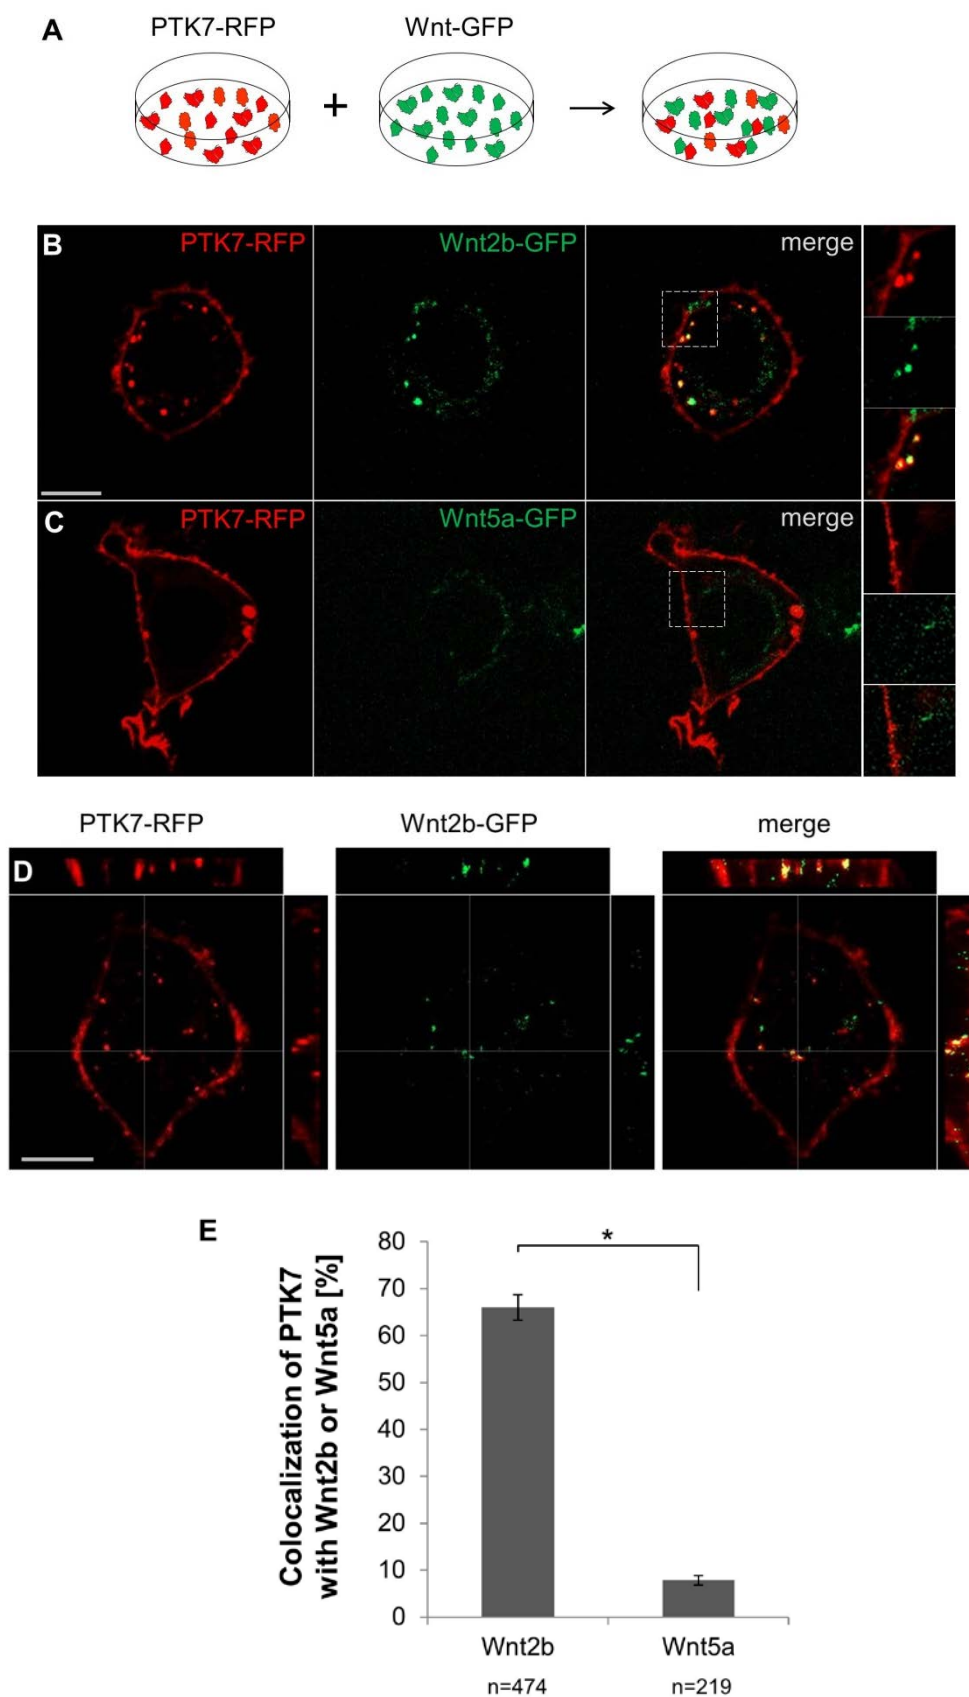 A
PTK7-RFP
Wnt-GFP
+
B
PTK7-RFP
Wnt2b-GFP
merge
C
PTK7-RFP
Wnt5a-GFP
merge
PTK7-RFP
Wnt2b-GFP
merge
D
E
Colocalization of PTK7
with Wnt2b or Wnt5a [%]
80
70
60
50
40
30
20
10
0
*
Wnt2b
Wnt5a
n=474
n=219